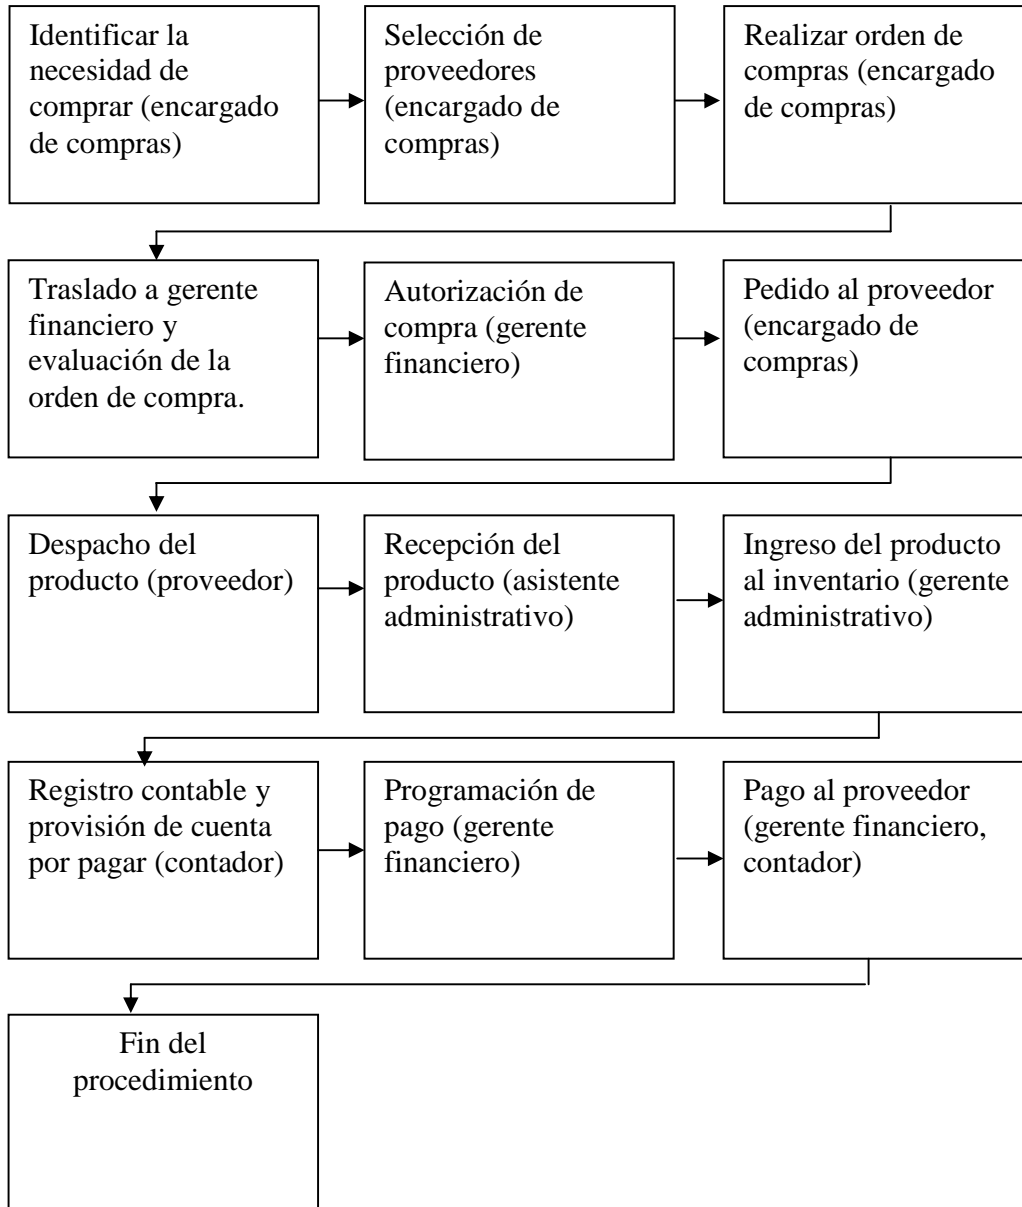 Identificar la
necesidad de
comprar (encargado
de compras)
Selección de
proveedores
(encargado de
compras)
Realizar orden de
compras (encargado
de compras)
Traslado a gerente
financiero y
evaluación de la
orden de compra.
Autorización de
compra (gerente
financiero)
Pedido al proveedor
(encargado de
compras)
Despacho del
producto (proveedor)
Recepción del
producto (asistente
administrativo)
Ingreso del producto
al inventario (gerente
administrativo)
Registro contable y
provisión de cuenta
por pagar (contador)
Programación de
pago (gerente
financiero)
Pago al proveedor
(gerente financiero,
contador)
Fin del
procedimiento